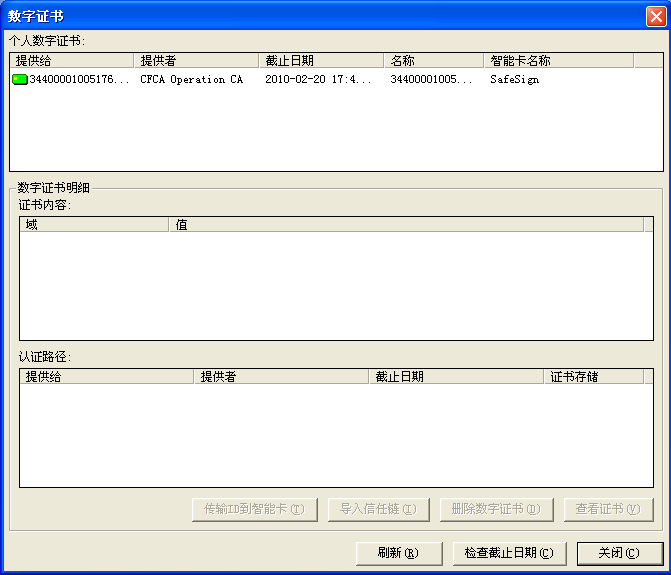 数字证书
个人数字证书:
提供给 提供者 截止日期 名称 智能卡名称
34400001005176... CFCA Operation CA 2010-02-20 17:4... 34400001005... SafeSign
数字证书明细
证书内容:
域 值
认证路径:
提供给 提供者 截止日期 证书存储
传输ID到智能卡(T) 导入信任链(I) 删除数字证书(D) 查看证书(V)
刷新(R) 检查截止日期(C) 关闭(C)